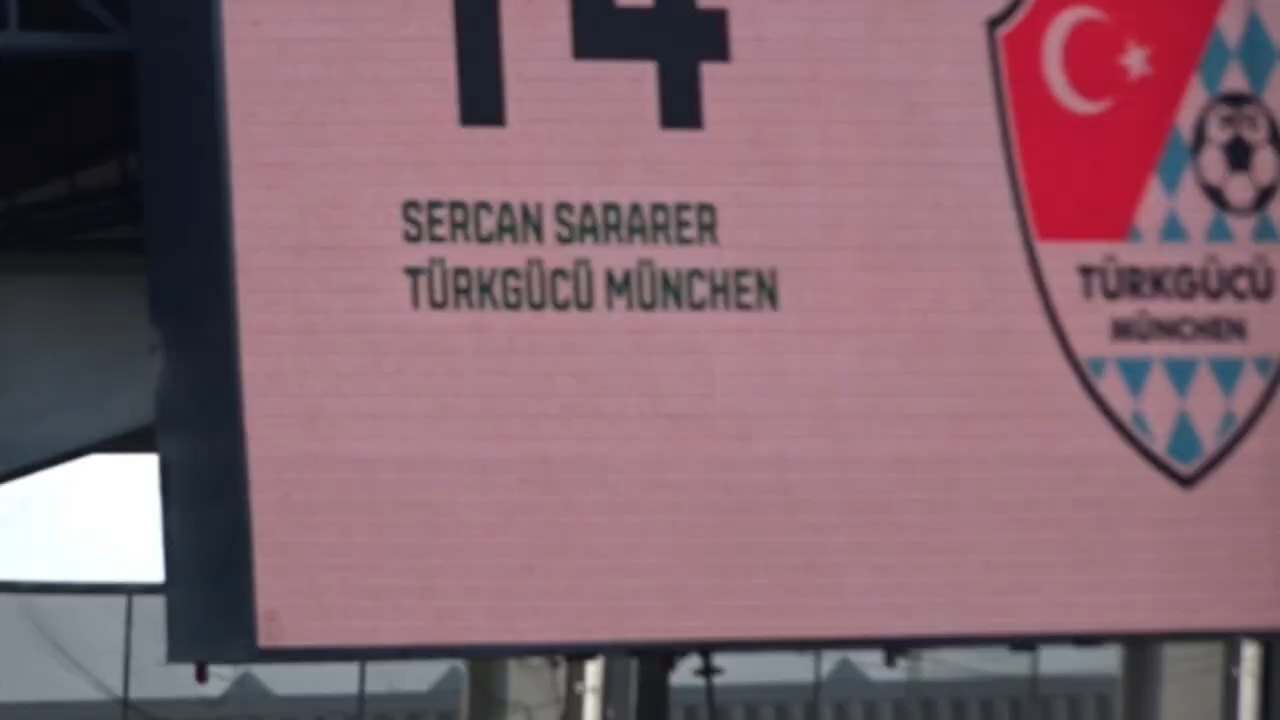 14
SERCAN SARARER
TÜRKGÜCÜ MÜNCHEN
TÜRKGÜCÜ
MÜNCHEN